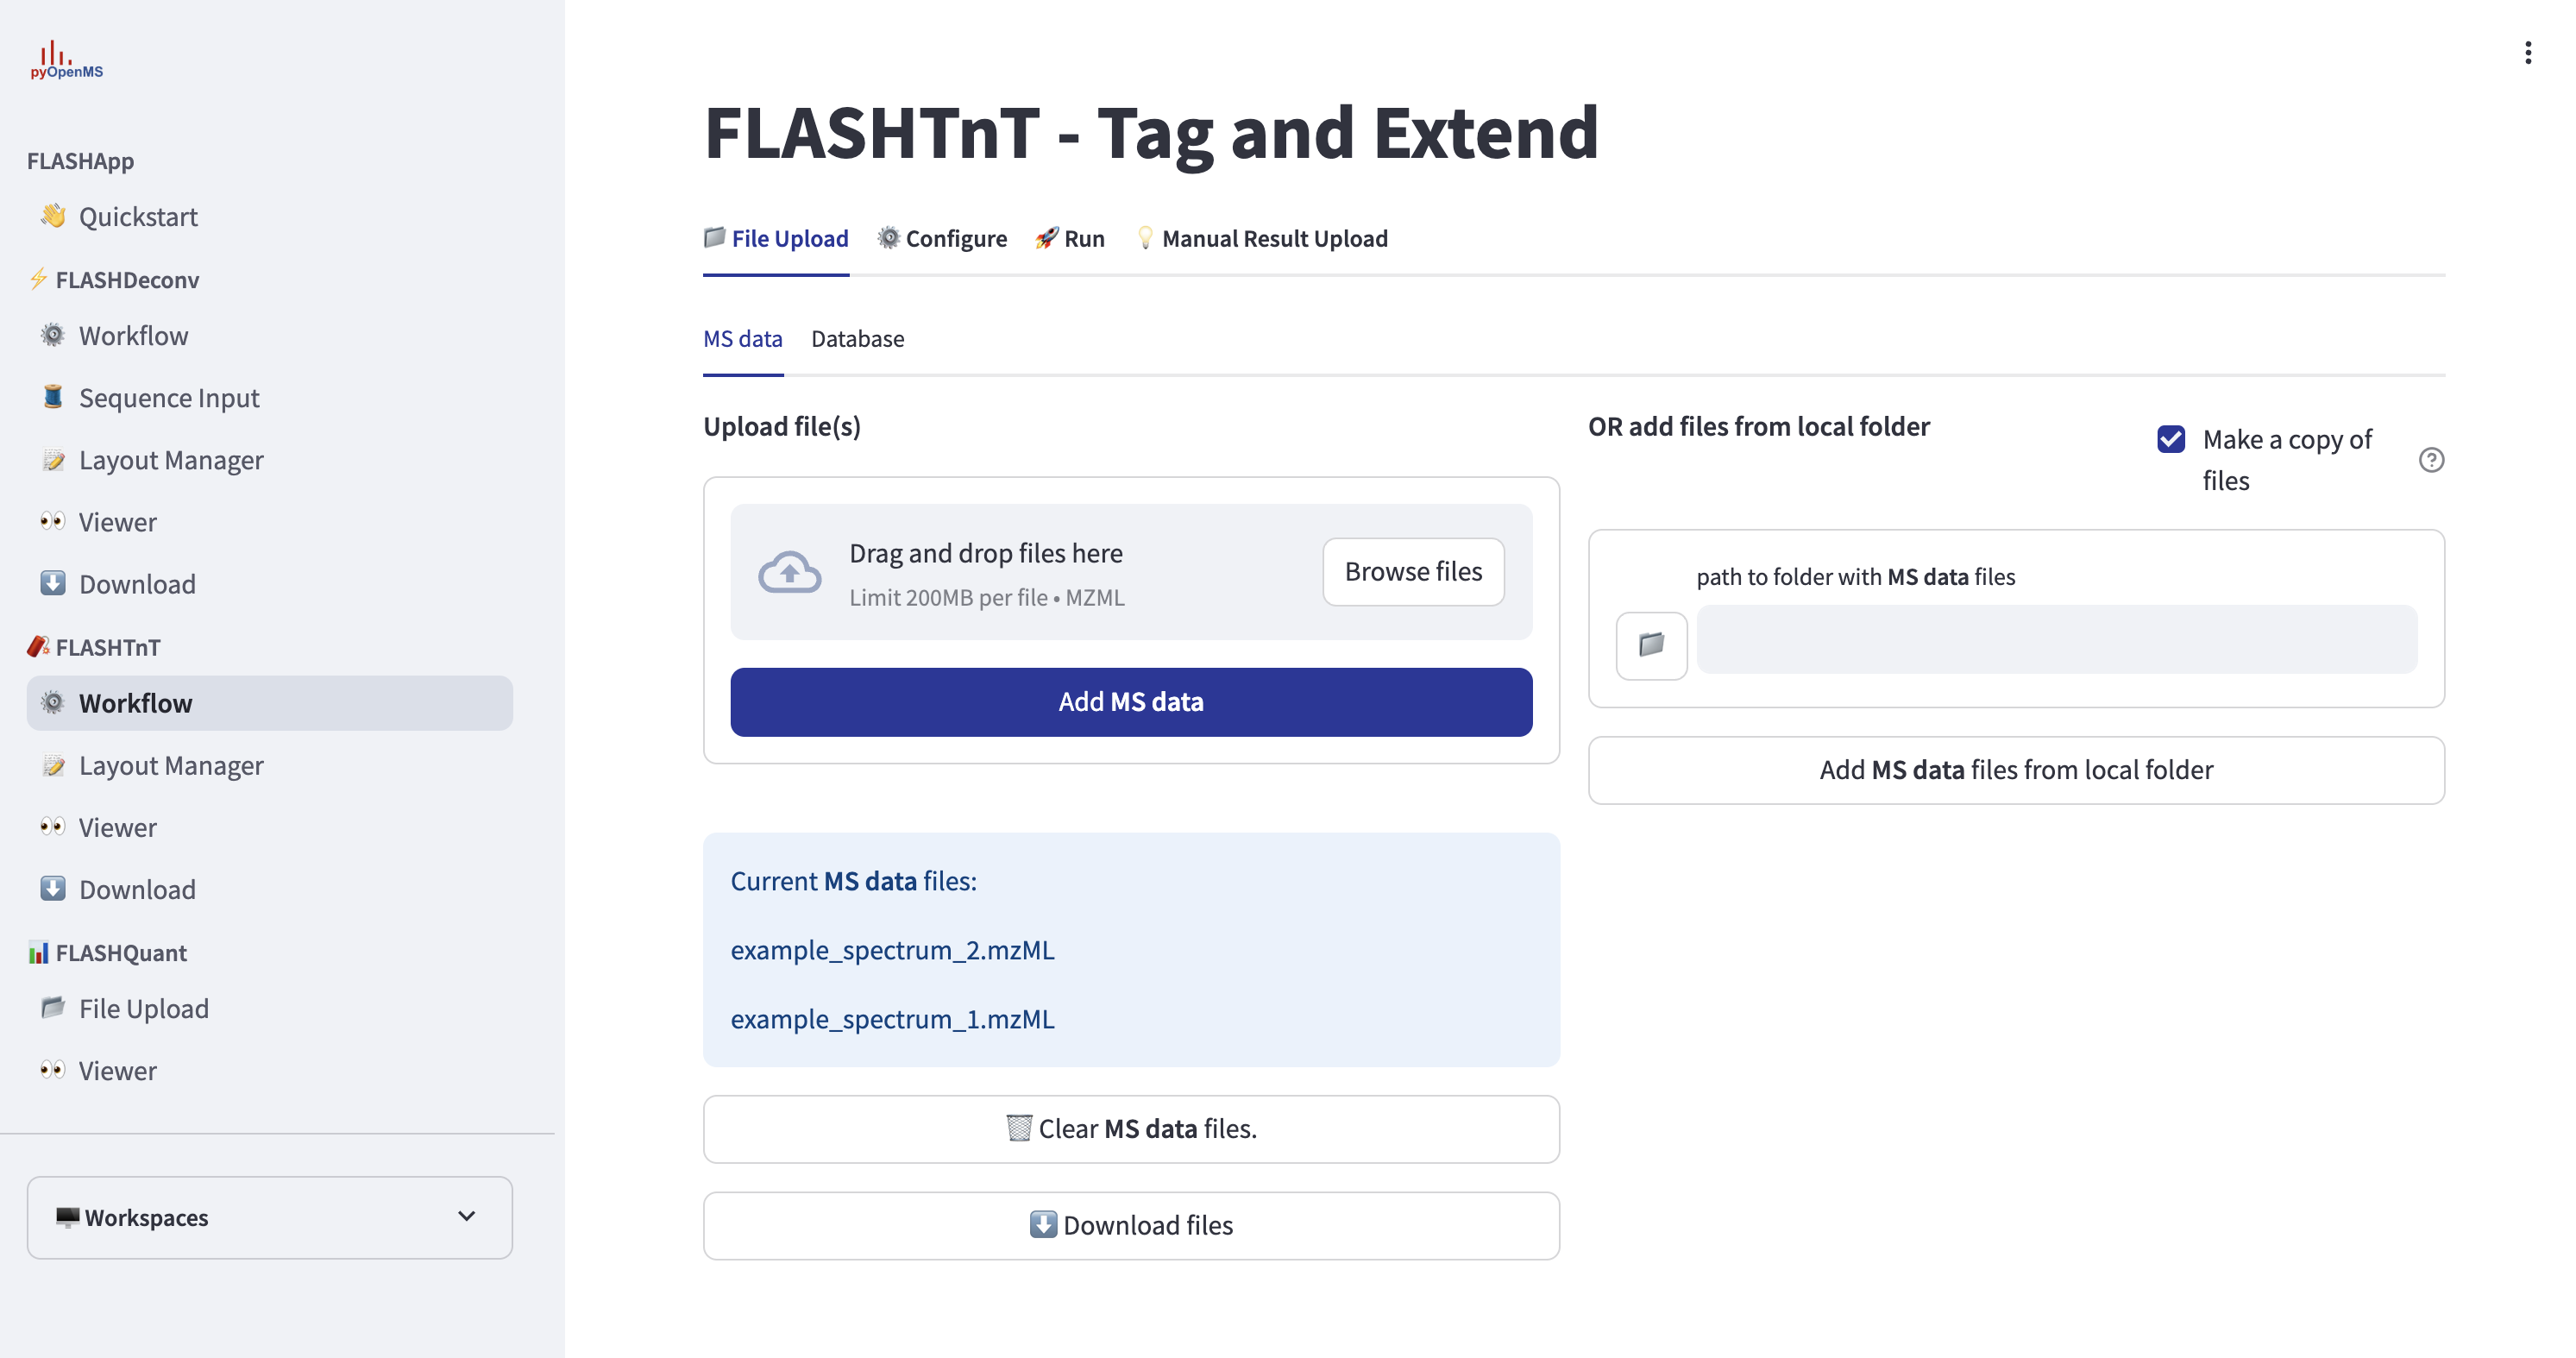 pyOpenMS
FLASHApp
Quickstart
FLASHDeconv
Workflow
Sequence Input
Layout Manager
Viewer
Download
FLASHTnT
Workflow
Layout Manager
Viewer
Download
FLASHQuant
File Upload
Viewer
Workspaces
FLASHTnT - Tag and Extend
File Upload Configure Run Manual Result Upload
MS data Database
Upload file(s)
Drag and drop files here
Limit 200MB per file • MZML
Browse files
Add MS data
Current MS data files:
example_spectrum_2.mzML
example_spectrum_1.mzML
Clear MS data files.
Download files
OR add files from local folder
Make a copy of
files
path to folder with MS data files
Add MS data files from local folder